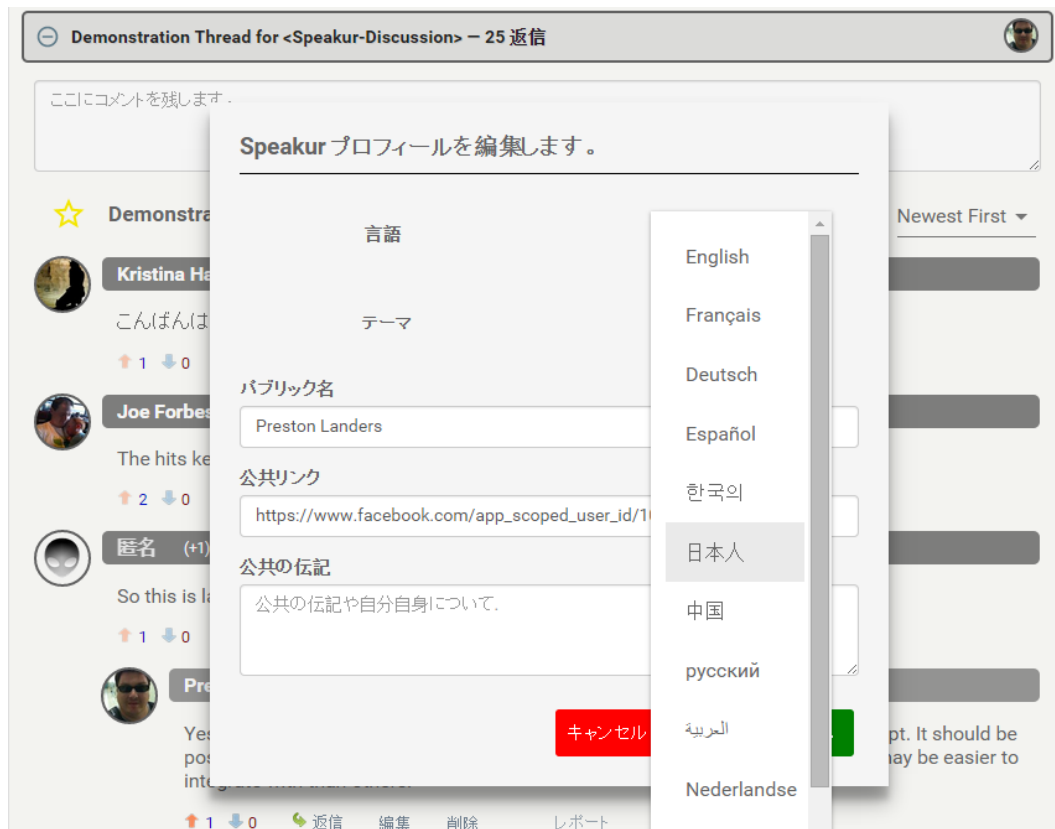 Demonstration Thread for <Speakur-Discussion> — 25 返信
ここにコメントを残します.
Speakur プロフィールを編集します。
Demonstra
Newest First
言語
English
Kristina Ha
Français
こんばんは
テーマ
1 0
Deutsch
パブリック名
Joe Forbes
Preston Landers
Español
The hits ke
公共リンク
한국의
2 0
https://www.facebook.com/app_scoped_user_id/10
匿名 (+1)
日本人
公共の伝記
So this is la
公共の伝記や自分自身について.
中国
1 0
русский
Pre
キャンセル
العربية
Yes
pt. It should be
pos
may be easier to
integrate with than others.
Nederlandse
1 0 返信 編集 削除 レポート